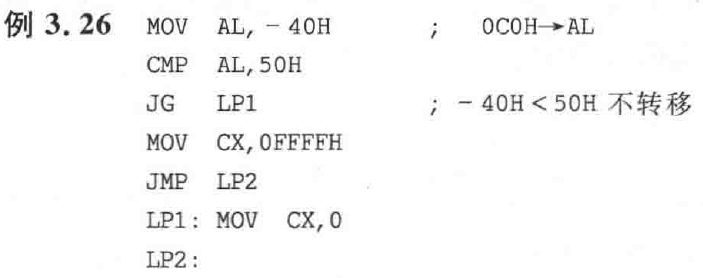 例 3.26 MOV AL, -40H ; 0C0H→AL
CMP AL,50H
JG LP1 ; -40H<50H 不转移
MOV CX,0FFFFH
JMP LP2
LP1: MOV CX,0
LP2: